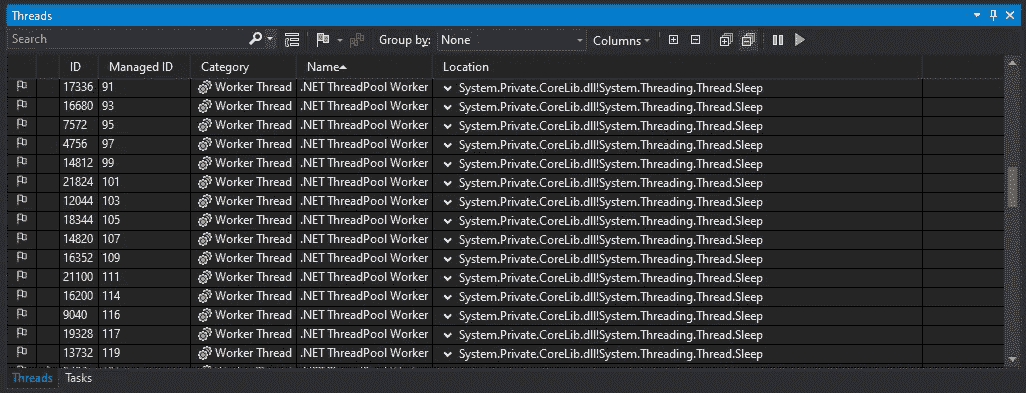 Threads
Search Group by: None Columns
ID Managed ID Category Name Location
17336 91 Worker Thread .NET ThreadPool Worker System.Private.CoreLib.dll!System.Threading.Thread.Sleep
16680 93 Worker Thread .NET ThreadPool Worker System.Private.CoreLib.dll!System.Threading.Thread.Sleep
7572 95 Worker Thread .NET ThreadPool Worker System.Private.CoreLib.dll!System.Threading.Thread.Sleep
4756 97 Worker Thread .NET ThreadPool Worker System.Private.CoreLib.dll!System.Threading.Thread.Sleep
14812 99 Worker Thread .NET ThreadPool Worker System.Private.CoreLib.dll!System.Threading.Thread.Sleep
21824 101 Worker Thread .NET ThreadPool Worker System.Private.CoreLib.dll!System.Threading.Thread.Sleep
12044 103 Worker Thread .NET ThreadPool Worker System.Private.CoreLib.dll!System.Threading.Thread.Sleep
18344 105 Worker Thread .NET ThreadPool Worker System.Private.CoreLib.dll!System.Threading.Thread.Sleep
14820 107 Worker Thread .NET ThreadPool Worker System.Private.CoreLib.dll!System.Threading.Thread.Sleep
16352 109 Worker Thread .NET ThreadPool Worker System.Private.CoreLib.dll!System.Threading.Thread.Sleep
21100 111 Worker Thread .NET ThreadPool Worker System.Private.CoreLib.dll!System.Threading.Thread.Sleep
16200 114 Worker Thread .NET ThreadPool Worker System.Private.CoreLib.dll!System.Threading.Thread.Sleep
9040 116 Worker Thread .NET ThreadPool Worker System.Private.CoreLib.dll!System.Threading.Thread.Sleep
19328 117 Worker Thread .NET ThreadPool Worker System.Private.CoreLib.dll!System.Threading.Thread.Sleep
13732 119 Worker Thread .NET ThreadPool Worker System.Private.CoreLib.dll!System.Threading.Thread.Sleep
Threads Tasks